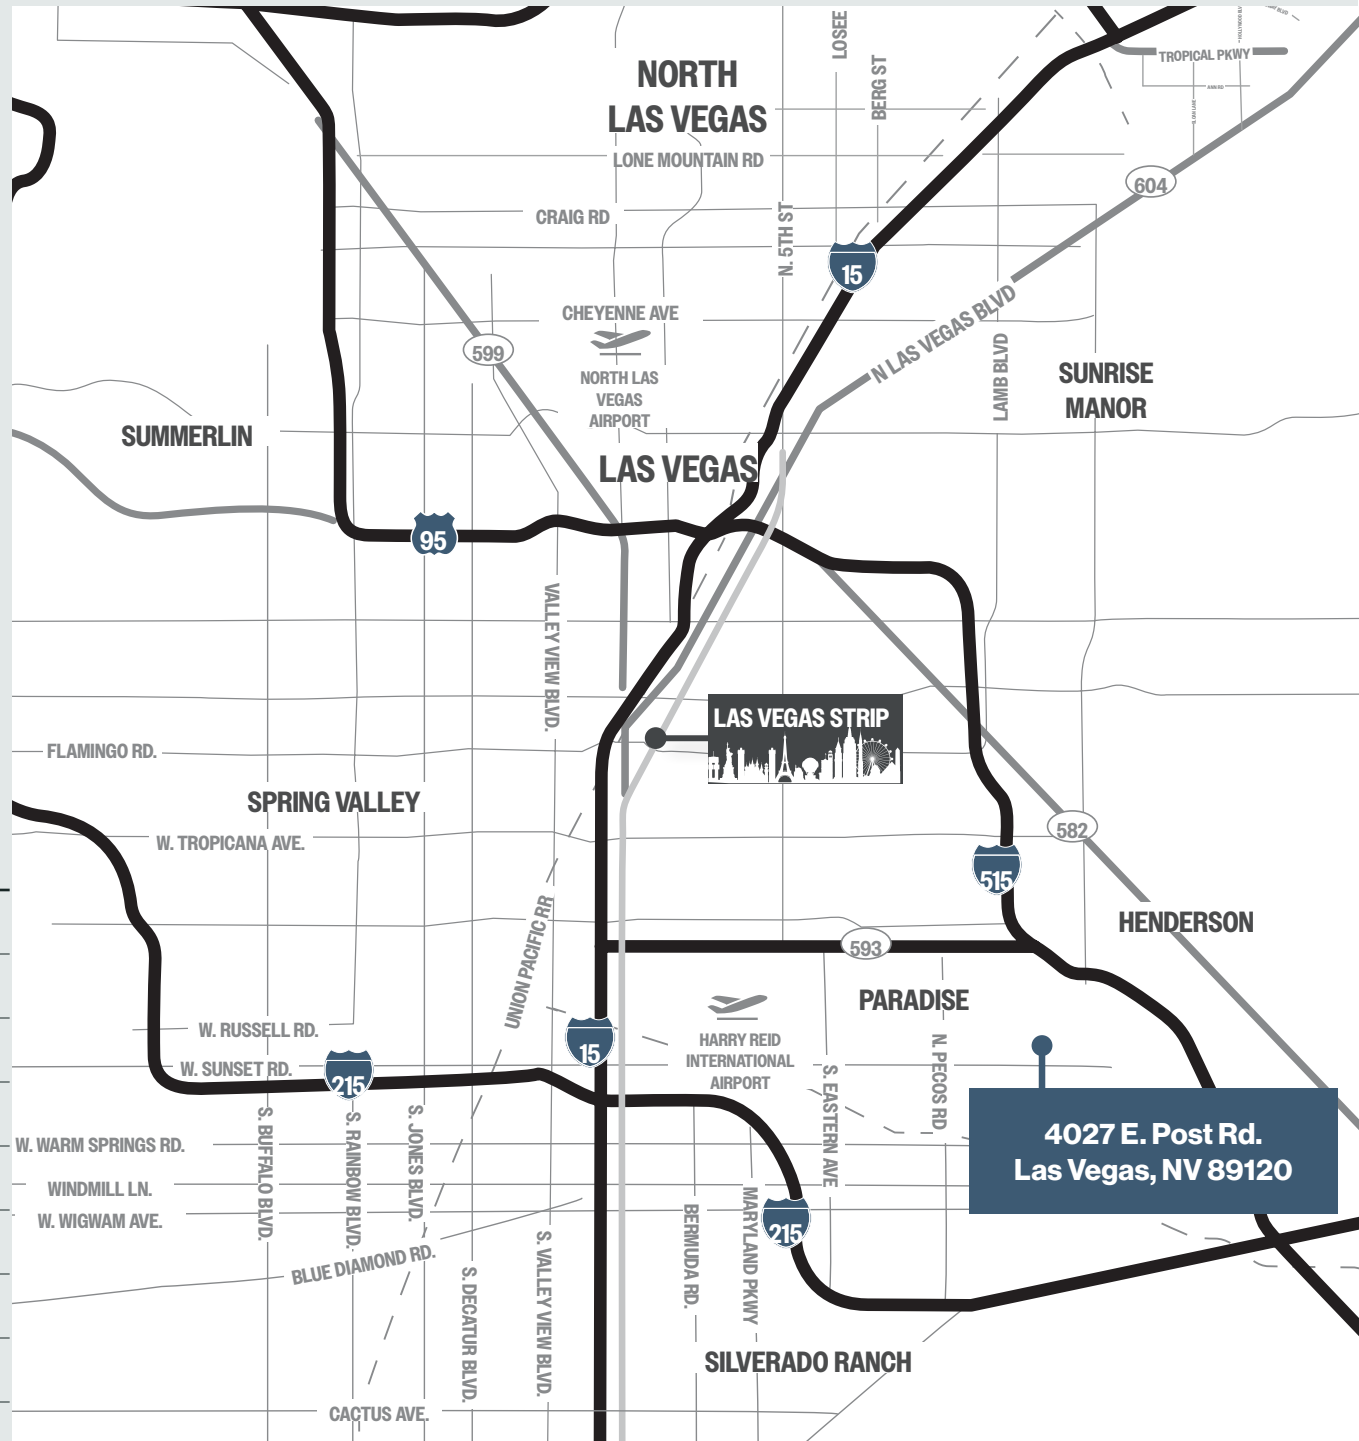 NORTH
LAS VEGAS
LOSEE
BERG ST
TROPICAL PKWY
ANN RD
LONE MOUNTAIN RD
604
CRAIG RD
N. 5TH ST
15
CHEYENNE AVE
N LAS VEGAS BLVD
599
LAMB BLVD
NORTH LAS
VEGAS
AIRPORT
SUNRISE
MANOR
SUMMERLIN
LAS VEGAS
95
VALLEY VIEW BLVD.
LAS VEGAS STRIP
FLAMINGO RD.
SPRING VALLEY
W. TROPICANA AVE.
582
515
UNION PACIFIC RR
HENDERSON
593
PARADISE
W. RUSSELL RD.
15
HARRY REID
INTERNATIONAL
AIRPORT
N. PECOS RD
W. SUNSET RD.
215
S. EASTERN AVE
4027 E. Post Rd.
Las Vegas, NV 89120
S. BUFFALO BLVD.
S. RAINBOW BLVD.
S. JONES BLVD.
W. WARM SPRINGS RD.
WINDMILL LN.
W. WIGWAM AVE.
MARYLAND PKWY
BERMUDA RD.
215
BLUE DIAMOND RD.
S. VALLEY VIEW BLVD.
S. DECATUR BLVD.
SILVERADO RANCH
CACTUS AVE.